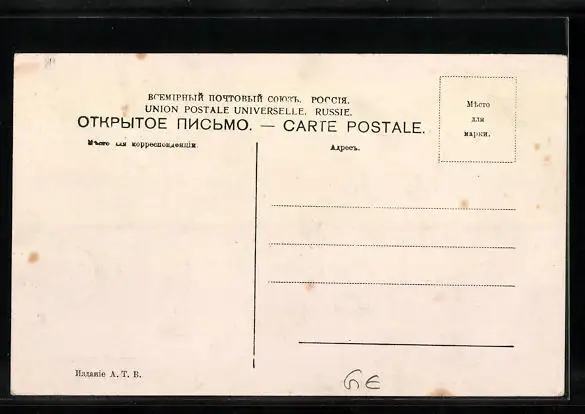 ВСЕМІРНЫЙ ПОЧТОВЫЙ СОЮЗЪ. РОССІЯ.
UNION POSTALE UNIVERSELLE. RUSSIE.
ОТКРЫТОЕ ПИСЬМО. — CARTE POSTALE.
Мѣсто
для
марки.
Мѣсто для корреспонденціи.
Адресъ.
Изданіе А. Т. В.
6€